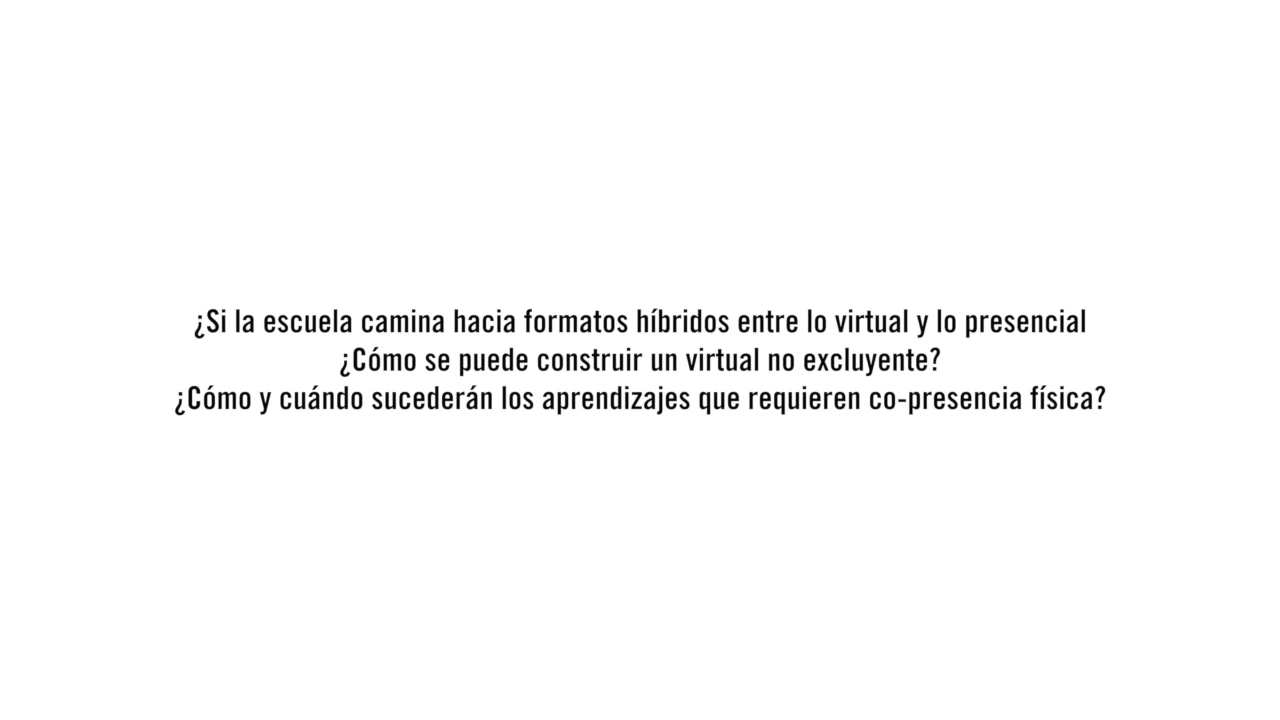 ¿Si la escuela camina hacia formatos híbridos entre lo virtual y lo presencial
¿Cómo se puede construir un virtual no excluyente?
¿Cómo y cuándo sucederán los aprendizajes que requieren co-presencia física?